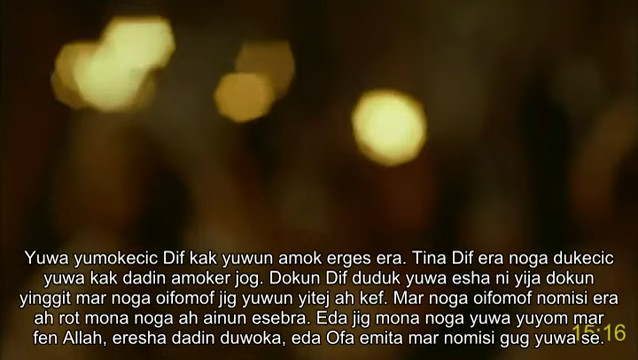 Yuwa yumokecic Dif kak yuwun amok erges era. Tina Dif era noga dukecic
yuwa kak dadin amoker jog. Dokun Dif duduk yuwa esha ni yija dokun
yinggit mar noga oifomof jig yuwun yitej ah kef. Mar noga oifomof nomisi era
ah rot mona noga ah ainun esebra. Eda jig mona noga yuwa yuyom mar
fen Allah, eresha dadin duwoka, eda Ofa emita mar nomisi gug yuwa se.
15:16